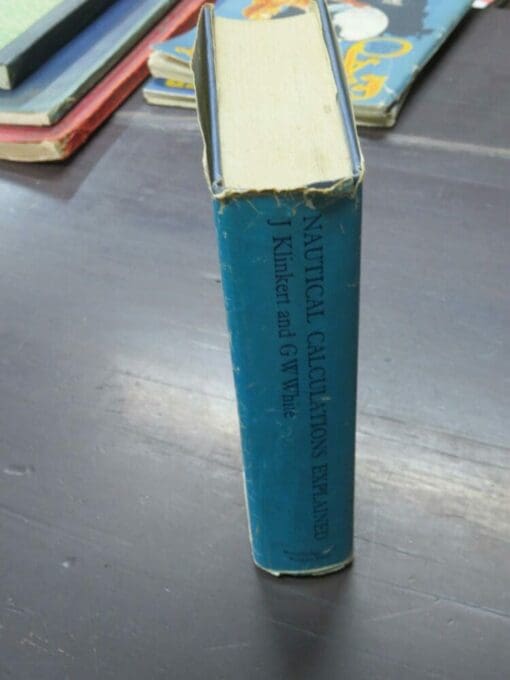 NAUTICAL CALCULATIONS EXPLAINED
J Klinkert and G W White